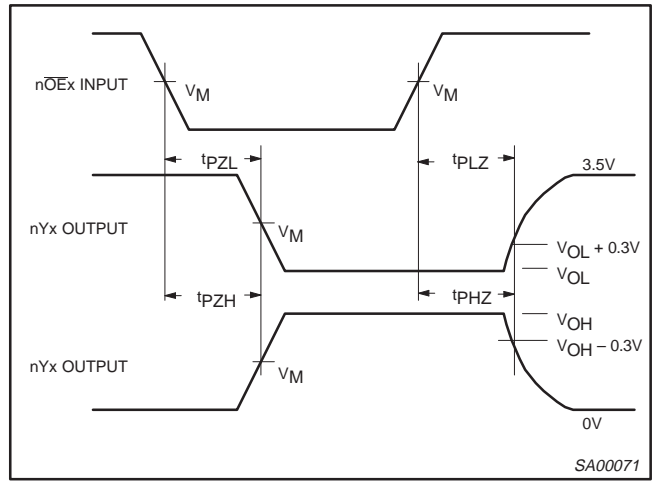 nO̅E̅x INPUT
VM
VM
tPZL
tPLZ
3.5V
nYx OUTPUT
VM
VOL + 0.3V
VOL
tPZH
tPHZ
VOH
VOH – 0.3V
nYx OUTPUT
VM
0V
SA00071